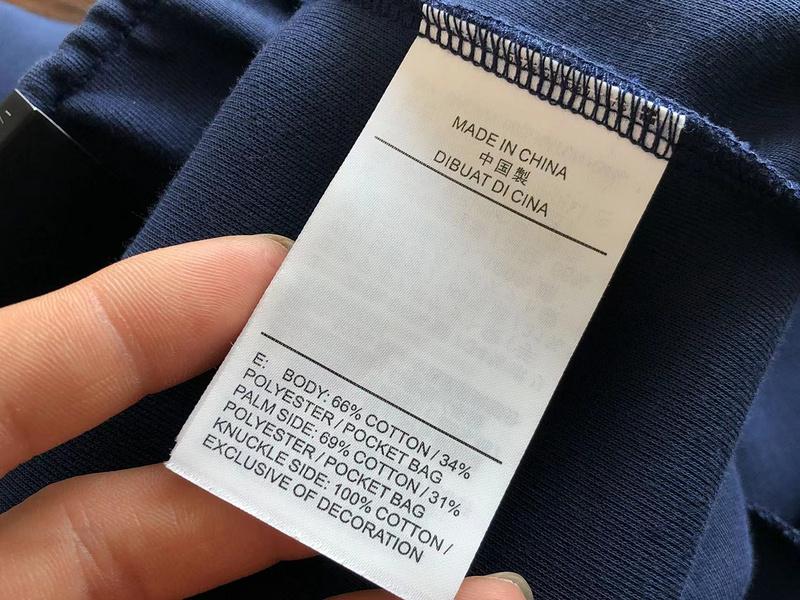 MADE IN CHINA
中国製
DIBUAT DI CINA
E: BODY: 66% COTTON / 34%
POLYESTER / POCKET BAG
PALM SIDE: 69% COTTON / 31%
POLYESTER / POCKET BAG
KNUCKLE SIDE: 100% COTTON /
EXCLUSIVE OF DECORATION